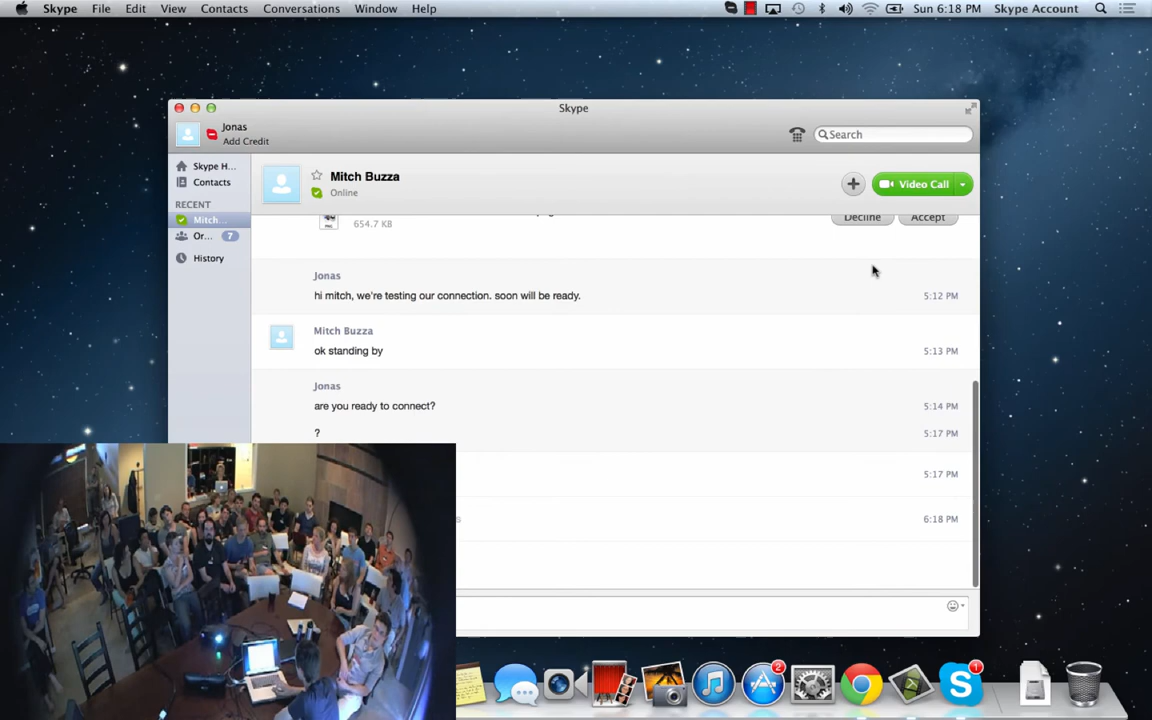 Skype File Edit View Contacts Conversations Window Help Sun 6:18 PM Skype Account
Skype
Jonas
Add Credit
Search
Skype H...
Contacts
RECENT
Mitch...
Or... 7
History
Mitch Buzza
Online
Video Call
654.7 KB
Decline Accept
Jonas
hi mitch, we're testing our connection. soon will be ready. 5:12 PM
Mitch Buzza
ok standing by 5:13 PM
Jonas
are you ready to connect? 5:14 PM
? 5:17 PM
5:17 PM
6:18 PM
2
1